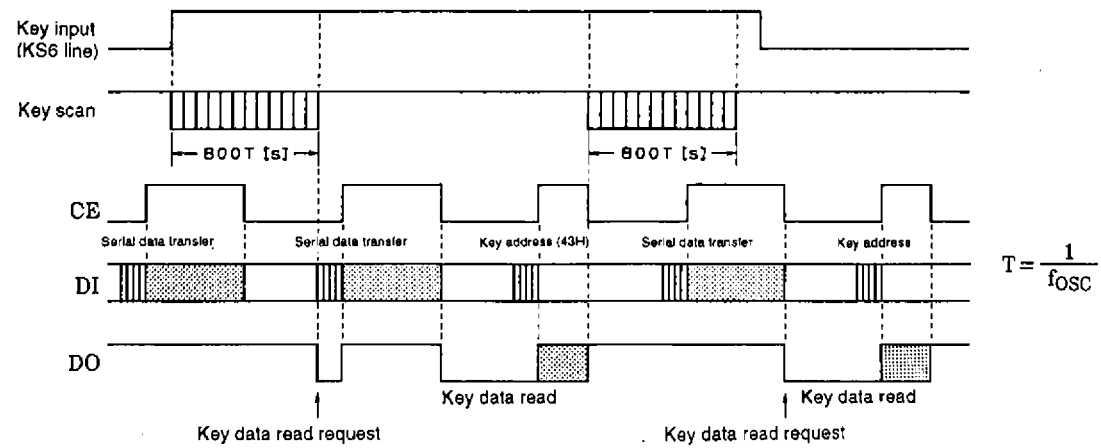 Key input
(KS6 line)
Key scan
800T [s]
800T [s]
CE
Serial data transfer
Serial data transfer
Key address (43H)
Serial data transfer
Key address
DI
T = 1/fOSC
DO
Key data read
Key data read
Key data read request
Key data read request